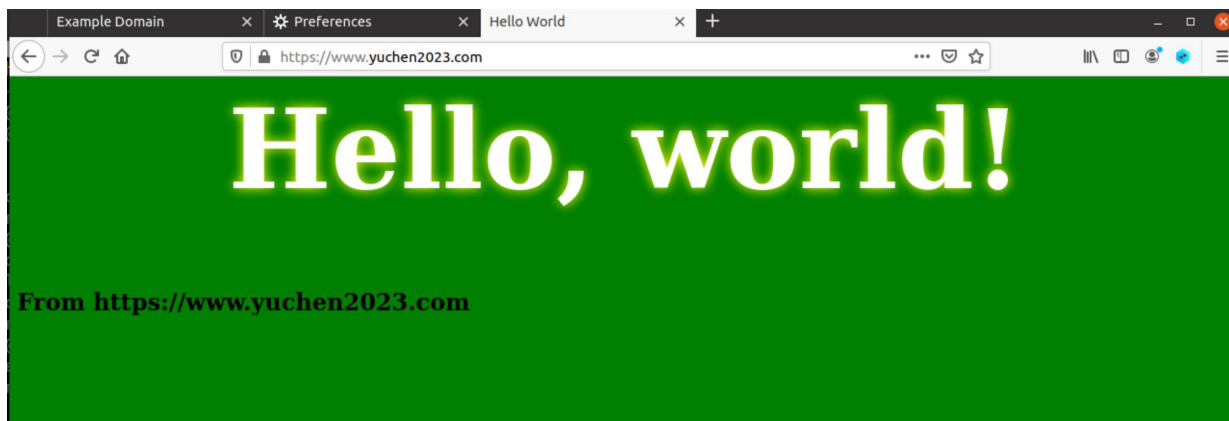 Example Domain Preferences Hello World
https://www.yuchen2023.com
Hello, world!
From https://www.yuchen2023.com